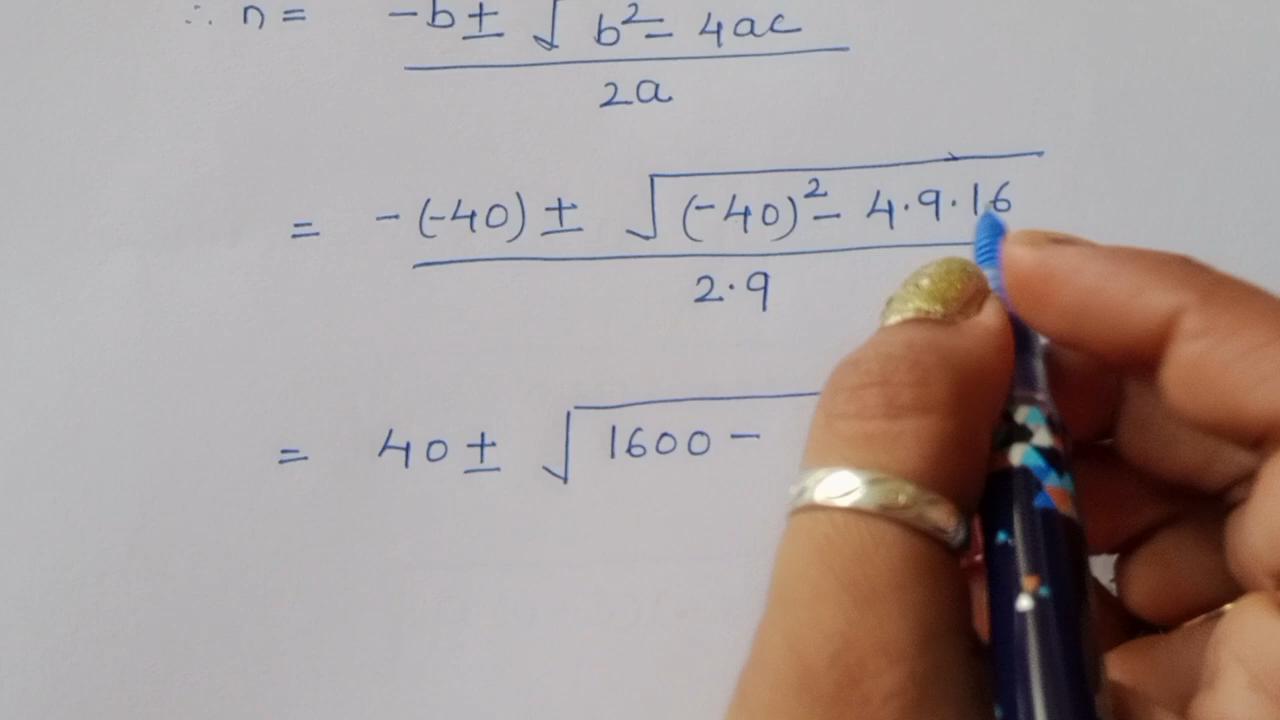 ∴ n = -b ± √ b² - 4ac
2a
= -(-40) ± √ (-40)² - 4.9.16
2.9
= 40 ± √ 1600 -